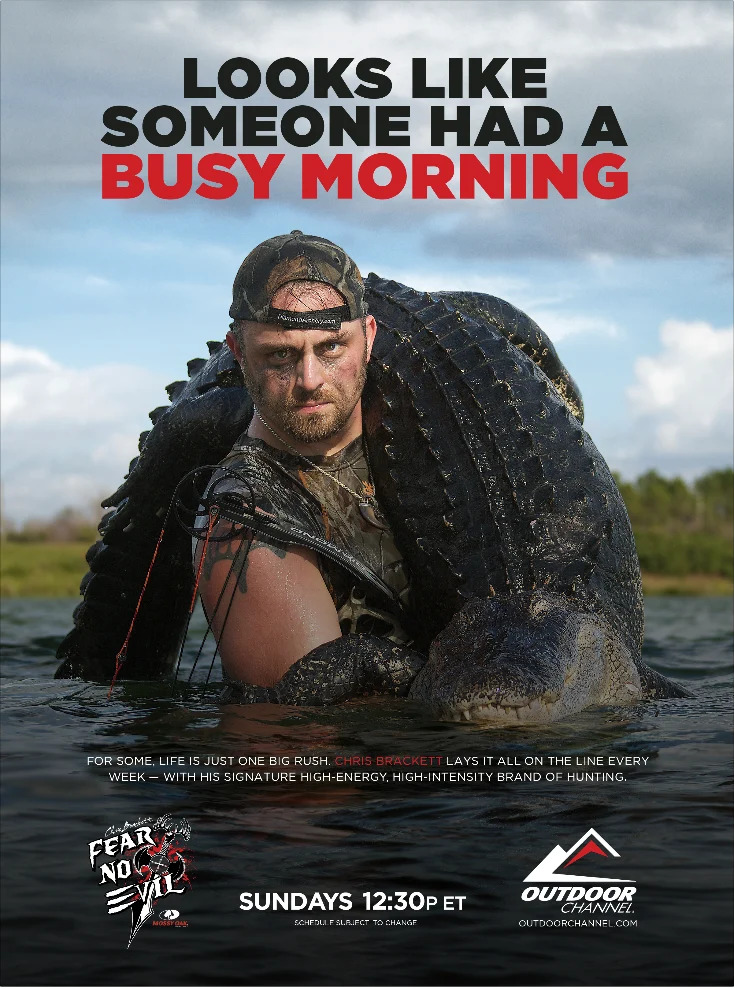 LOOKS LIKE
SOMEONE HAD A
BUSY MORNING
FOR SOME, LIFE IS JUST ONE BIG RUSH. CHRIS BRACKETT LAYS IT ALL ON THE LINE EVERY
WEEK — WITH HIS SIGNATURE HIGH-ENERGY, HIGH-INTENSITY BRAND OF HUNTING.
FEAR
NO
EVIL
MOSSY OAK
SUNDAYS 12:30P ET
SCHEDULE SUBJECT TO CHANGE
OUTDOOR
CHANNEL
OUTDOORCHANNEL.COM